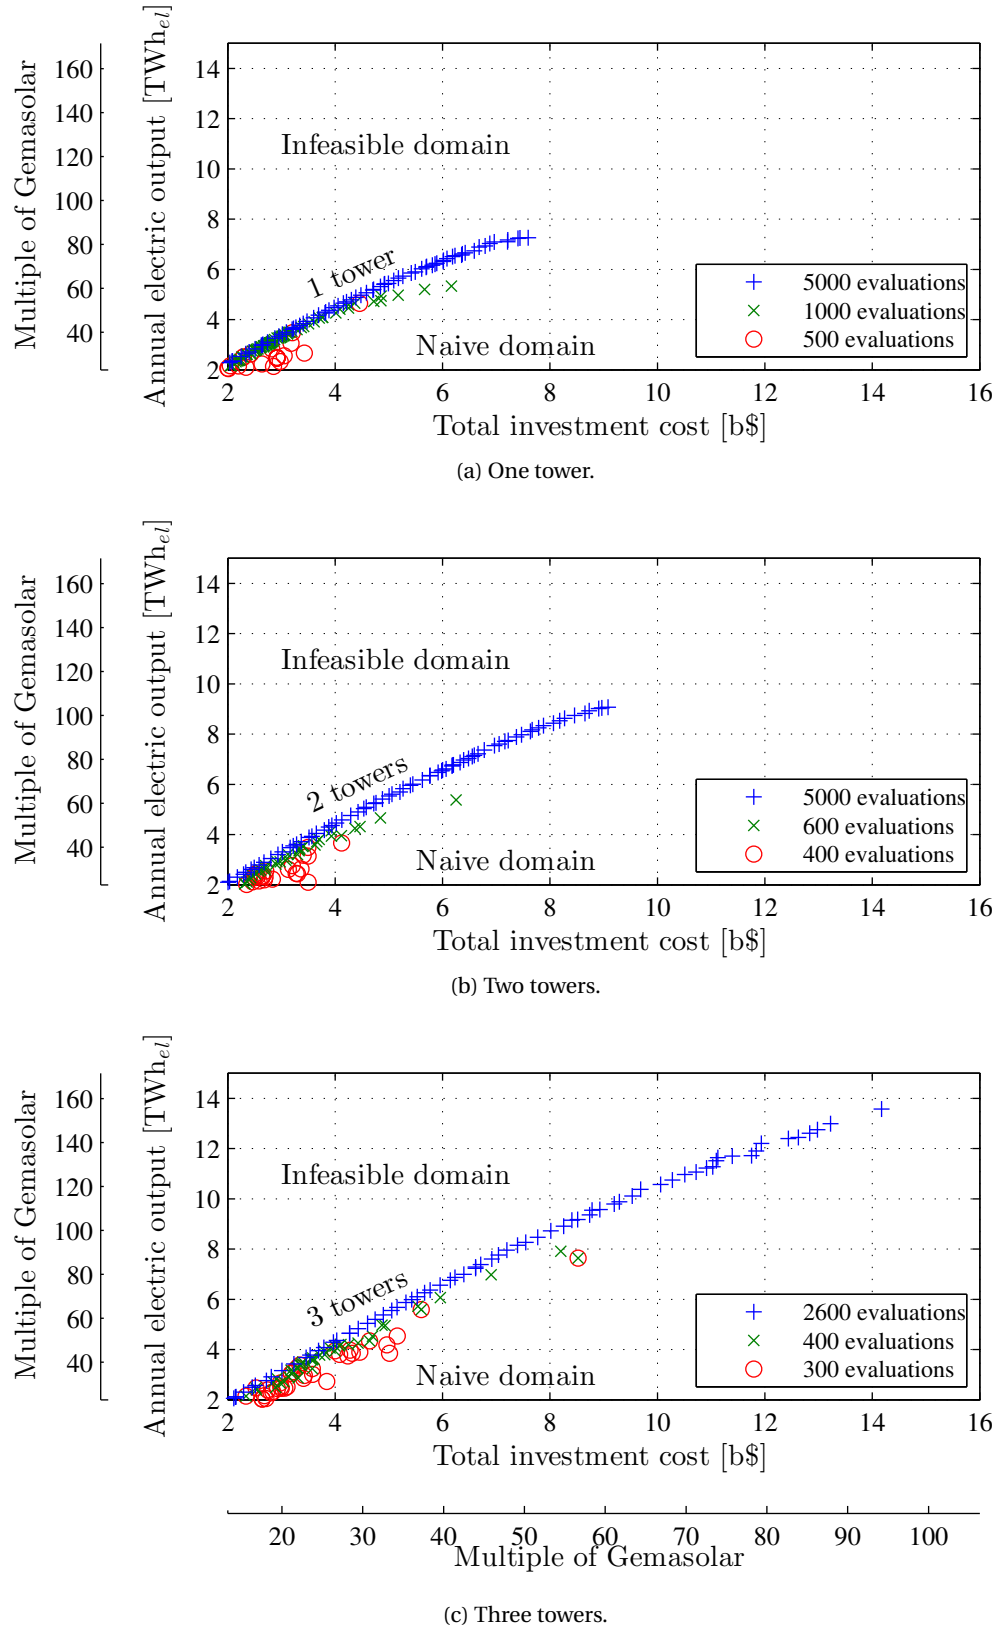 Multiple of Gemasolar
160
140
120
100
80
60
40
Annual electric output [TWh_el]
14
12
10
8
6
4
2
Infeasible domain
1 tower
Naive domain
5000 evaluations
1000 evaluations
500 evaluations
2 4 6 8 10 12 14 16
Total investment cost [b$]
(a) One tower.
Multiple of Gemasolar
160
140
120
100
80
60
40
Annual electric output [TWh_el]
14
12
10
8
6
4
2
Infeasible domain
2 towers
Naive domain
5000 evaluations
600 evaluations
400 evaluations
2 4 6 8 10 12 14 16
Total investment cost [b$]
(b) Two towers.
Multiple of Gemasolar
160
140
120
100
80
60
40
Annual electric output [TWh_el]
14
12
10
8
6
4
2
Infeasible domain
3 towers
Naive domain
2600 evaluations
400 evaluations
300 evaluations
2 4 6 8 10 12 14 16
Total investment cost [b$]
20 30 40 50 60 70 80 90 100
Multiple of Gemasolar
(c) Three towers.